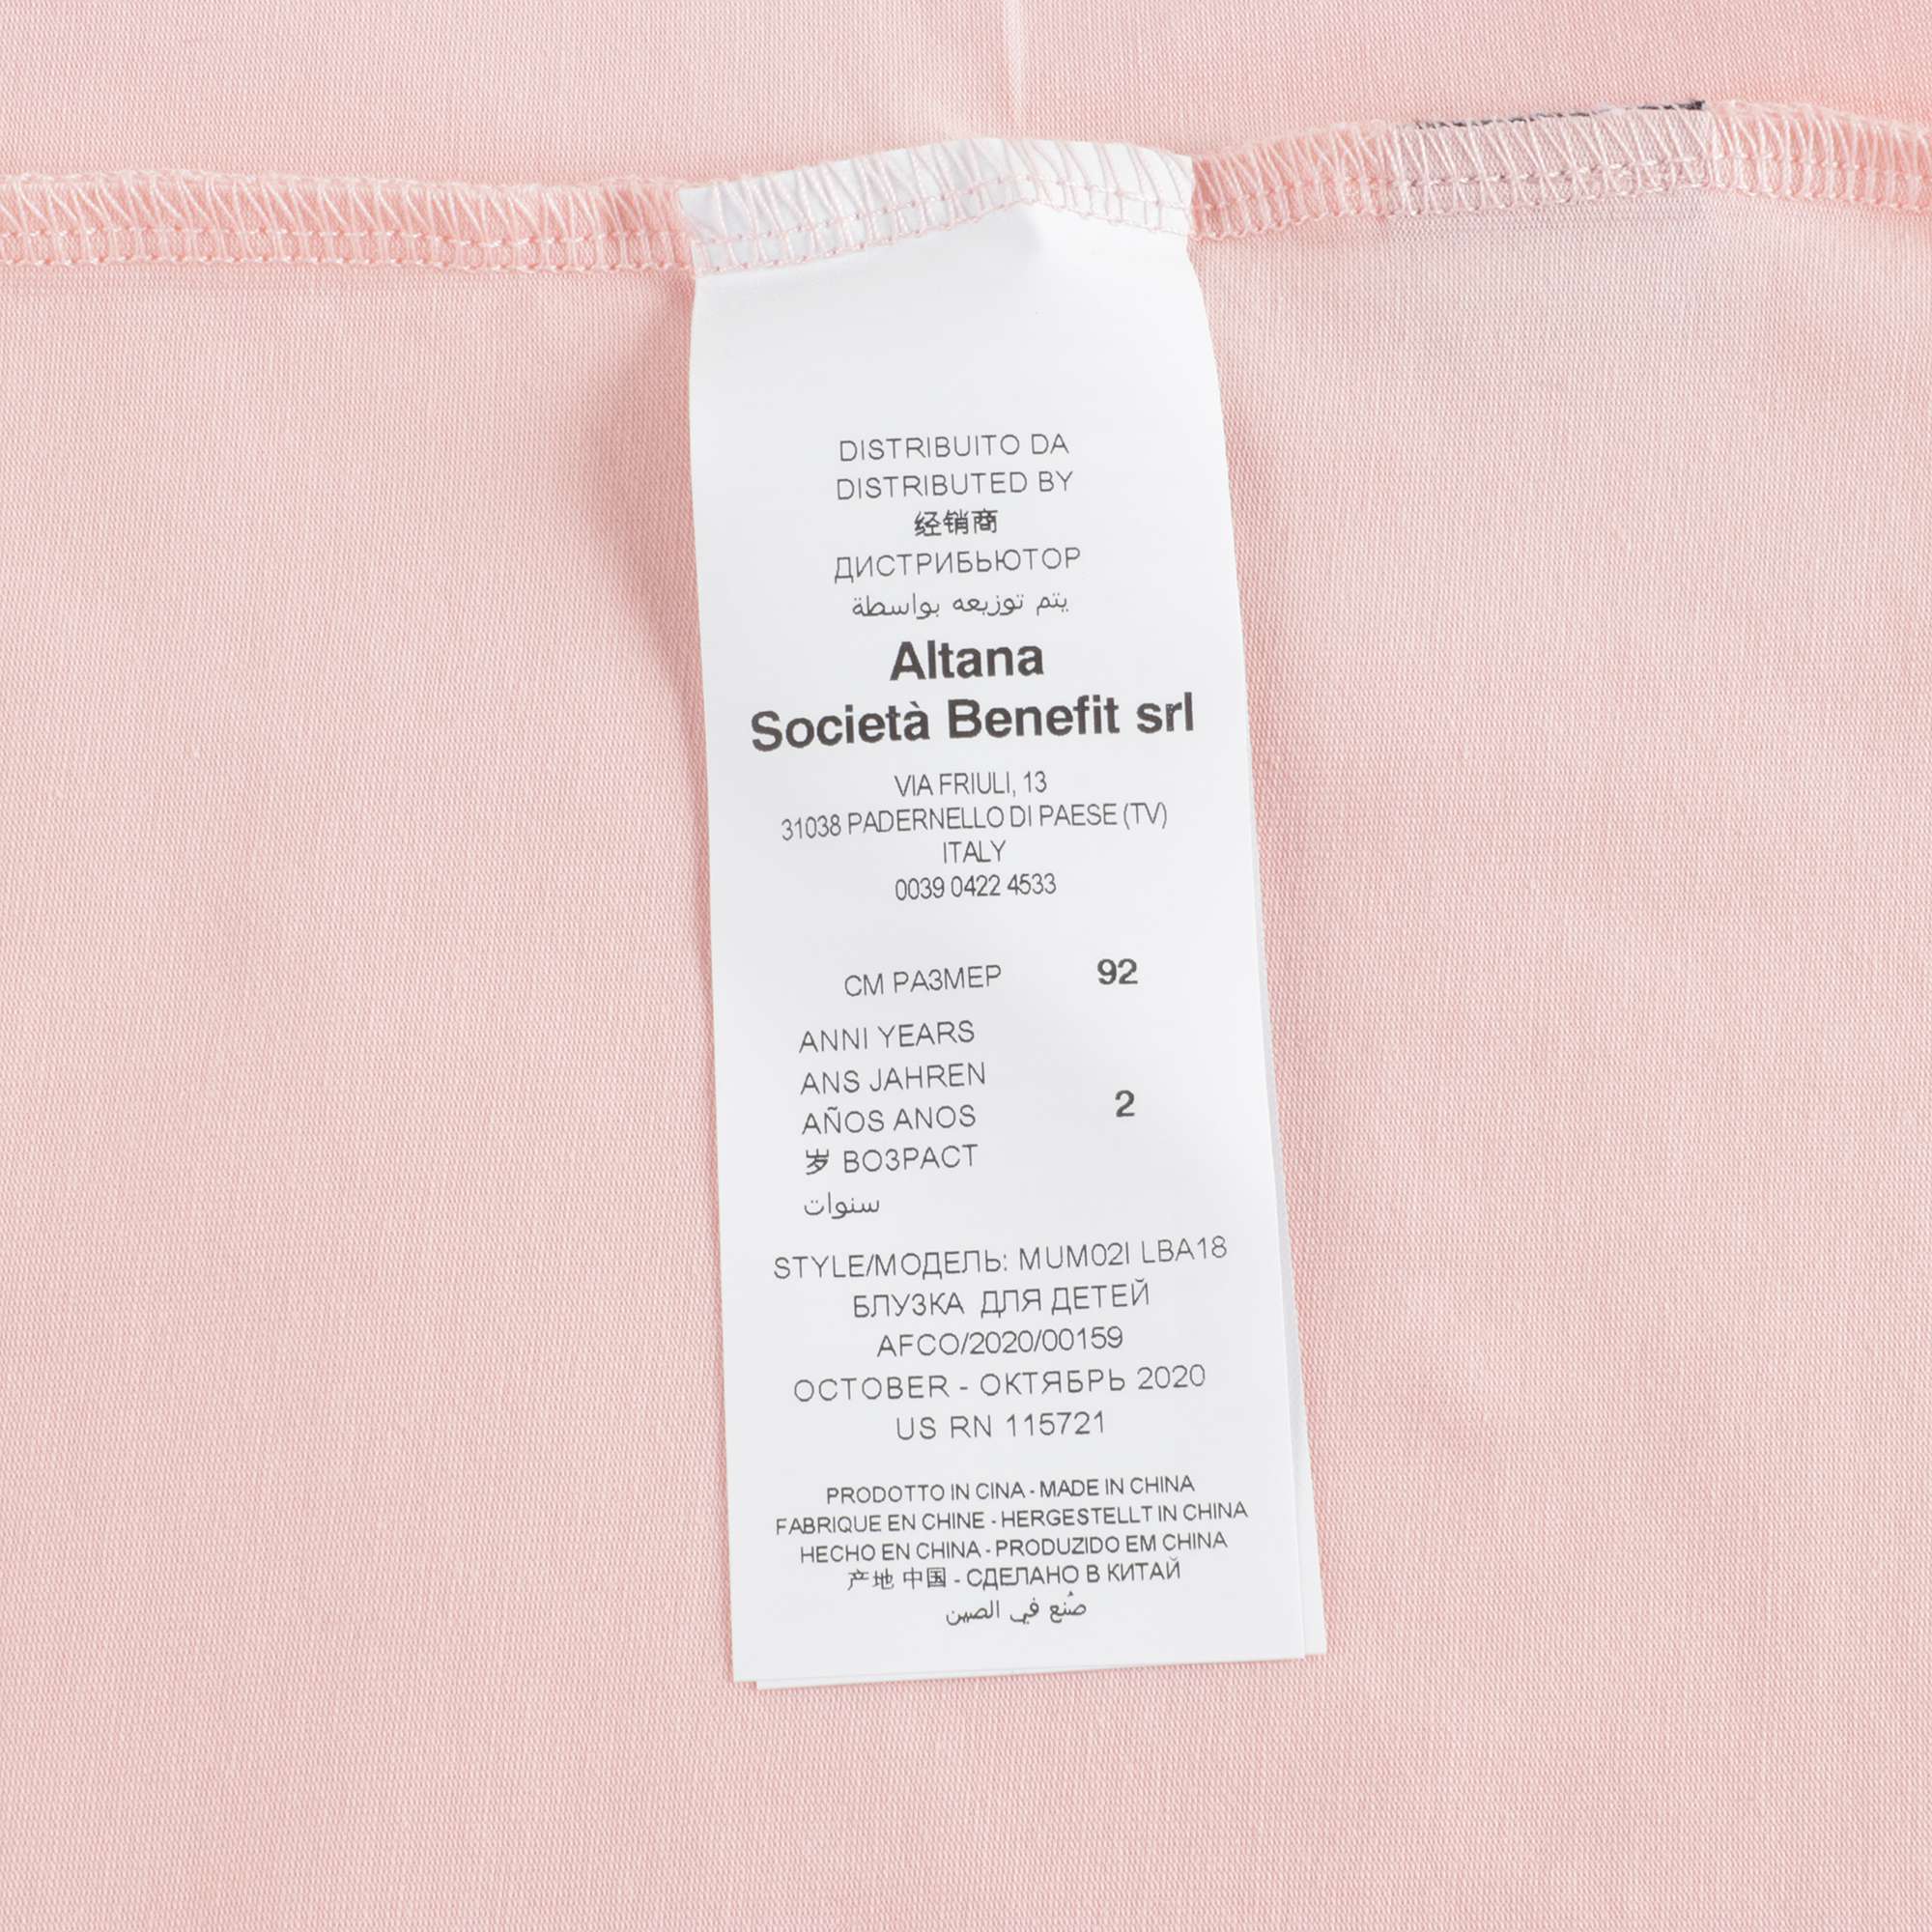 DISTRIBUITO DA
DISTRIBUTED BY
经销商
ДИСТРИБЬЮТОР
يتم توزيعه بواسطة
Altana
Società Benefit srl
VIA FRIULI, 13
31038 PADERNELLO DI PAESE (TV)
ITALY
0039 0422 4533
СМ РАЗМЕР 92
ANNI YEARS
ANS JAHREN
AÑOS ANOS 2
岁 ВОЗРАСТ
سنوات
STYLE/МОДЕЛЬ: MUM02I LBA18
БЛУЗКА ДЛЯ ДЕТЕЙ
AFCO/2020/00159
OCTOBER - ОКТЯБРЬ 2020
US RN 115721
PRODOTTO IN CINA - MADE IN CHINA
FABRIQUE EN CHINE - HERGESTELLT IN CHINA
HECHO EN CHINA - PRODUZIDO EM CHINA
产地 中国 - СДЕЛАНО В КИТАЙ
صُنع في الصين